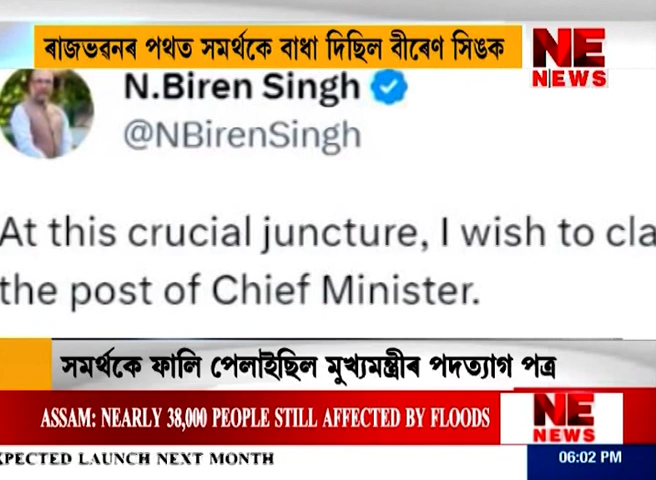 ৰাজভৱনৰ পথত সমৰ্থকে বাধা দিছিল বীৰেণ সিঙক
NE
NEWS
N.Biren Singh
@NBirenSingh
At this crucial juncture, I wish to cla
the post of Chief Minister.
সমৰ্থকে ফালি পেলাইছিল মুখ্যমন্ত্ৰীৰ পদত্যাগ পত্ৰ
ASSAM: NEARLY 38,000 PEOPLE STILL AFFECTED BY FLOODS
NE
NEWS
XPECTED LAUNCH NEXT MONTH
06:02 PM